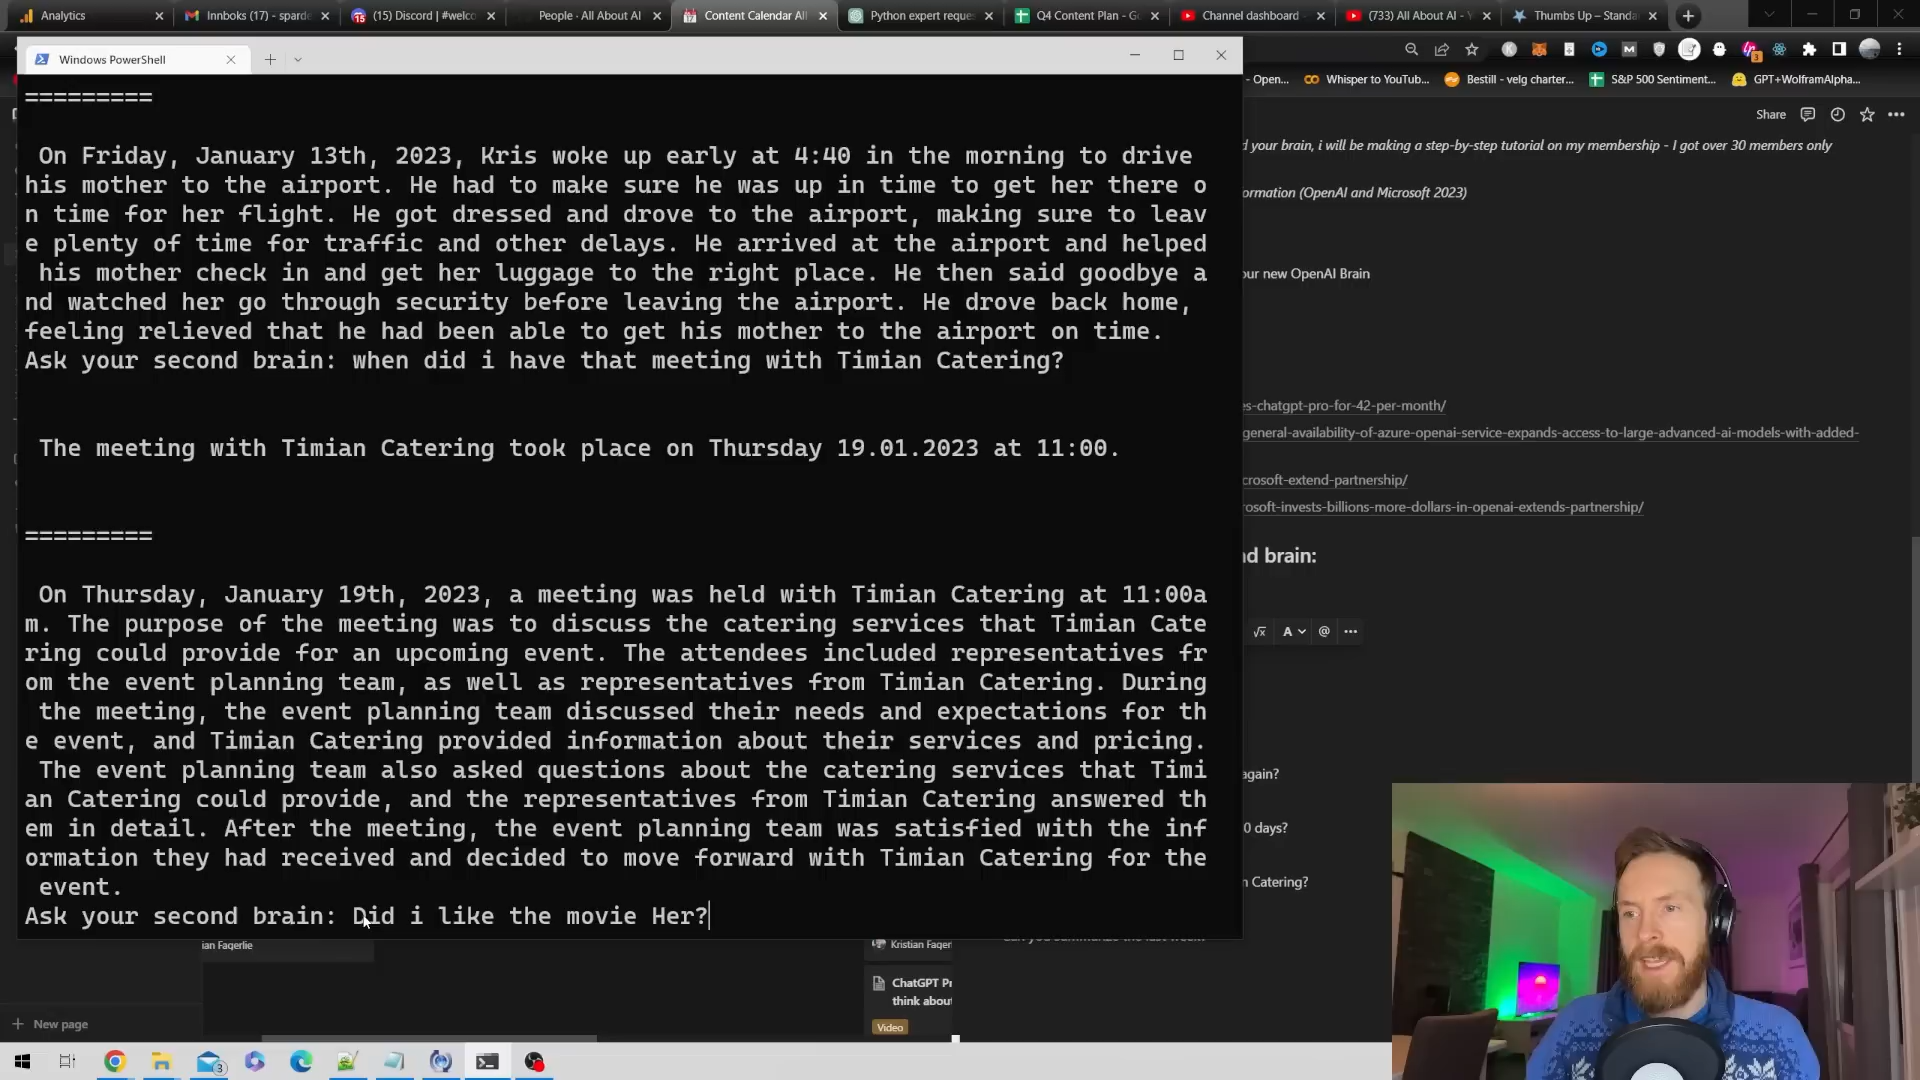 Analytics
Innboks (17) - sparde
(15) Discord | #welco
People · All About AI
Content Calendar All
Python expert reque
Q4 Content Plan - Go
Channel dashboard
(733) All About AI - Y
Thumbs Up – Standa
Windows PowerShell
- Open...
Whisper to YouTub...
Bestill - velg charter...
S&P 500 Sentiment...
GPT+WolframAlpha...
Share
=========
On Friday, January 13th, 2023, Kris woke up early at 4:40 in the morning to drive
his mother to the airport. He had to make sure he was up in time to get her there o
n time for her flight. He got dressed and drove to the airport, making sure to leav
e plenty of time for traffic and other delays. He arrived at the airport and helped
his mother check in and get her luggage to the right place. He then said goodbye a
nd watched her go through security before leaving the airport. He drove back home,
feeling relieved that he had been able to get his mother to the airport on time.
Ask your second brain: when did i have that meeting with Timian Catering?
The meeting with Timian Catering took place on Thursday 19.01.2023 at 11:00.
=========
On Thursday, January 19th, 2023, a meeting was held with Timian Catering at 11:00a
m. The purpose of the meeting was to discuss the catering services that Timian Cate
ring could provide for an upcoming event. The attendees included representatives fr
om the event planning team, as well as representatives from Timian Catering. During
the meeting, the event planning team discussed their needs and expectations for th
e event, and Timian Catering provided information about their services and pricing.
The event planning team also asked questions about the catering services that Timi
an Catering could provide, and the representatives from Timian Catering answered th
em in detail. After the meeting, the event planning team was satisfied with the inf
ormation they had received and decided to move forward with Timian Catering for the
event.
Ask your second brain: Did i like the movie Her?
d your brain, i will be making a step-by-step tutorial on my membership - I got over 30 members only
ormation (OpenAI and Microsoft 2023)
our new OpenAI Brain
es-chatgpt-pro-for-42-per-month/
general-availability-of-azure-openai-service-expands-access-to-large-advanced-ai-models-with-added-
crosoft-extend-partnership/
rosoft-invests-billions-more-dollars-in-openai-extends-partnership/
nd brain:
√x A @
again?
0 days?
n Catering?
ian Fagerlie
Kristian Fager
ChatGPT Pr
think about
Video
New page
3